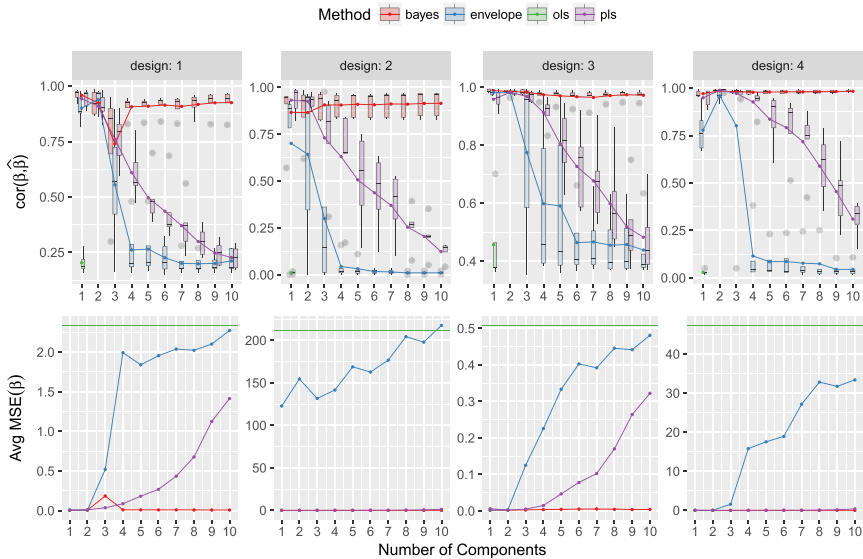 Method bayes envelope ols pls
design: 1 design: 2 design: 3 design: 4
cor(β,β̂)
1.00 0.75 0.50 0.25
1.00 0.75 0.50 0.25 0.00
1.0 0.8 0.6 0.4
1.00 0.75 0.50 0.25 0.00
1 2 3 4 5 6 7 8 9 10
1 2 3 4 5 6 7 8 9 10
1 2 3 4 5 6 7 8 9 10
1 2 3 4 5 6 7 8 9 10
Avg MSE(β)
2.0 1.5 1.0 0.5 0.0
200 150 100 50 0
0.5 0.4 0.3 0.2 0.1 0.0
40 30 20 10 0
1 2 3 4 5 6 7 8 9 10
1 2 3 4 5 6 7 8 9 10
1 2 3 4 5 6 7 8 9 10
1 2 3 4 5 6 7 8 9 10
Number of Components